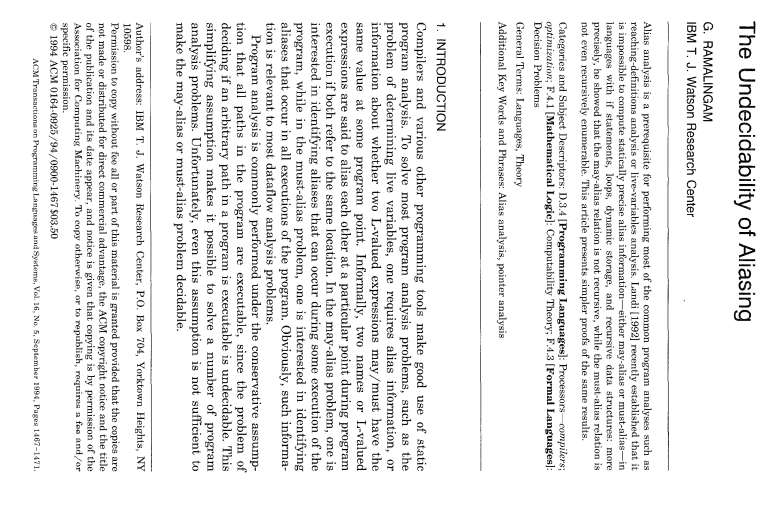 The Undecidability of Aliasing
G. RAMALINGAM
IBM T. J. Watson Research Center
Alias analysis is a prerequisite for performing most of the common program analyses such as
reaching-definitions analysis or live-variables analysis. Landi [1992] recently established that it
is impossible to compute statically precise alias information—either may-alias or must-alias—in
languages with if statements, loops, dynamic storage, and recursive data structures: more
precisely, he showed that the may-alias relation is not recursive, while the must-alias relation is
not even recursively enumerable. This article presents simpler proofs of the same results.
Categories and Subject Descriptors: D.3.4 [Programming Languages]: Processors—compilers;
optimization; F.4.1 [Mathematical Logic]: Computability Theory; F.4.3 [Formal Languages]:
Decision Problems
General Terms: Languages, Theory
Additional Key Words and Phrases: Alias analysis, pointer analysis
1. INTRODUCTION
Compilers and various other programming tools make good use of static
program analysis. To solve most program analysis problems, such as the
problem of determining live variables, one requires alias information, or
information about whether two L-valued expressions may/must have the
same value at some program point. Informally, two names or L-valued
expressions are said to alias each other at a particular point during program
execution if both refer to the same location. In the may-alias problem, one is
interested in identifying aliases that can occur during some execution of the
program, while in the must-alias problem, one is interested in identifying
aliases that occur in all executions of the program. Obviously, such informa-
tion is relevant to most dataflow analysis problems.
Program analysis is commonly performed under the conservative assump-
tion that all paths in the program are executable, since the problem of
deciding if an arbitrary path in a program is executable is undecidable. This
simplifying assumption makes it possible to solve a number of program
analysis problems. Unfortunately, even this assumption is not sufficient to
make the may-alias or must-alias problem decidable.
Author's address: IBM T. J. Watson Research Center, P.O. Box 704, Yorktown Heights, NY
10598.
Permission to copy without fee all or part of this material is granted provided that the copies are
not made or distributed for direct commercial advantage, the ACM copyright notice and the title
of the publication and its date appear, and notice is given that copying is by permission of the
Association for Computing Machinery. To copy otherwise, or to republish, requires a fee and/or
specific permission.
© 1994 ACM 0164-0925/94/0900-1467 $03.50
ACM Transactions on Programming Languages and Systems, Vol. 16, No. 5, September 1994, Pages 1467–1471.